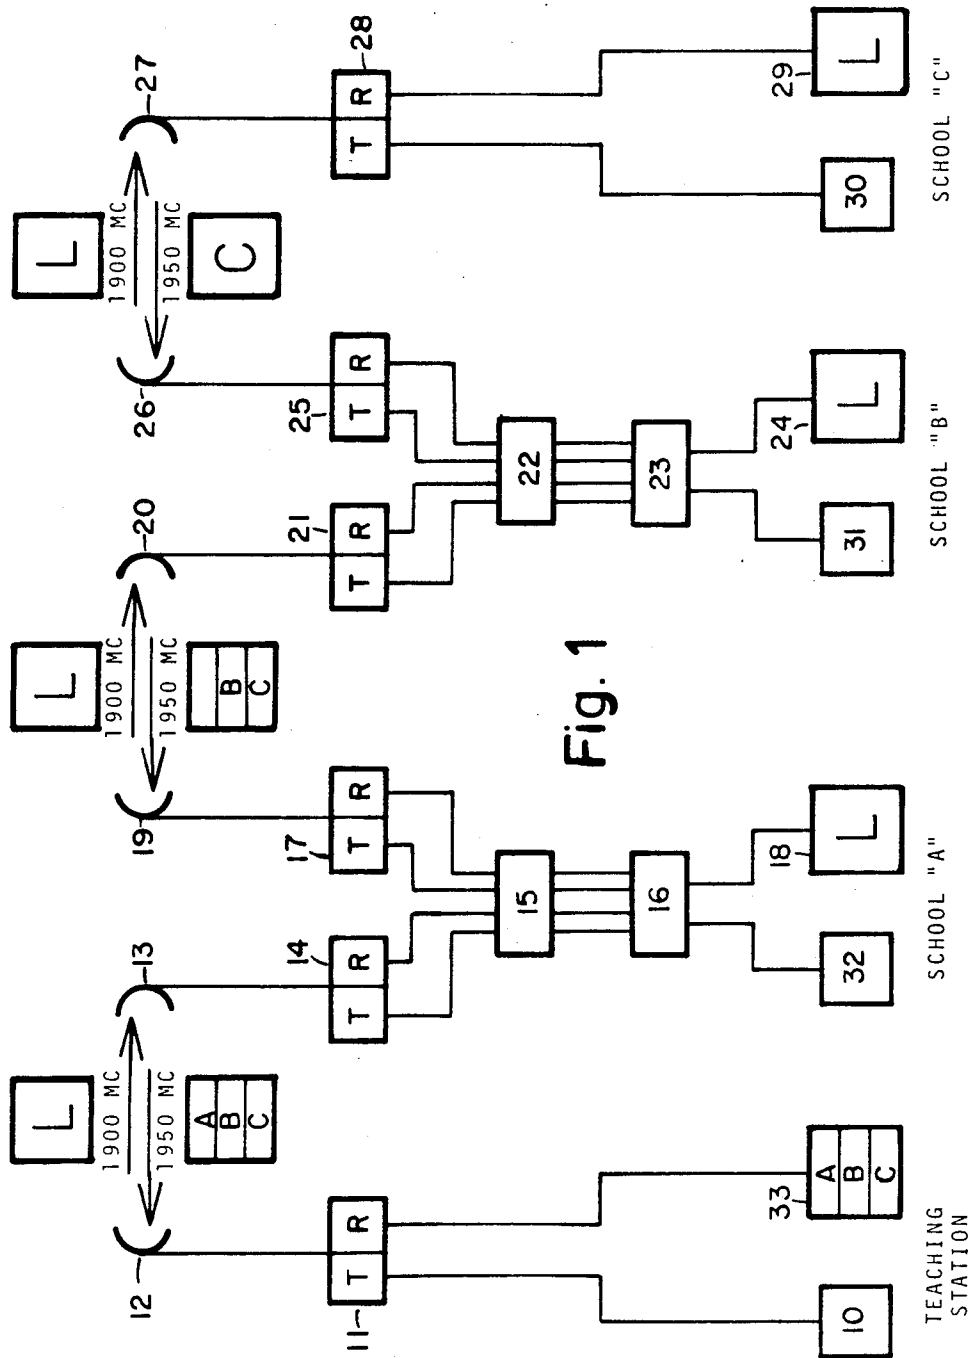 L L L
1900 MC 1900 MC 1900 MC
12 13 19 20 26 27
1950 MC 1950 MC 1950 MC
A
B B C
C C
14 17 21 25
11 T R T R T R T R T R T R 28
15 22
Fig. 1
16 23
33 18 24 29
A
10 B 32 L 31 L 30 L
C
TEACHING
STATION
SCHOOL "A" SCHOOL "B" SCHOOL "C"